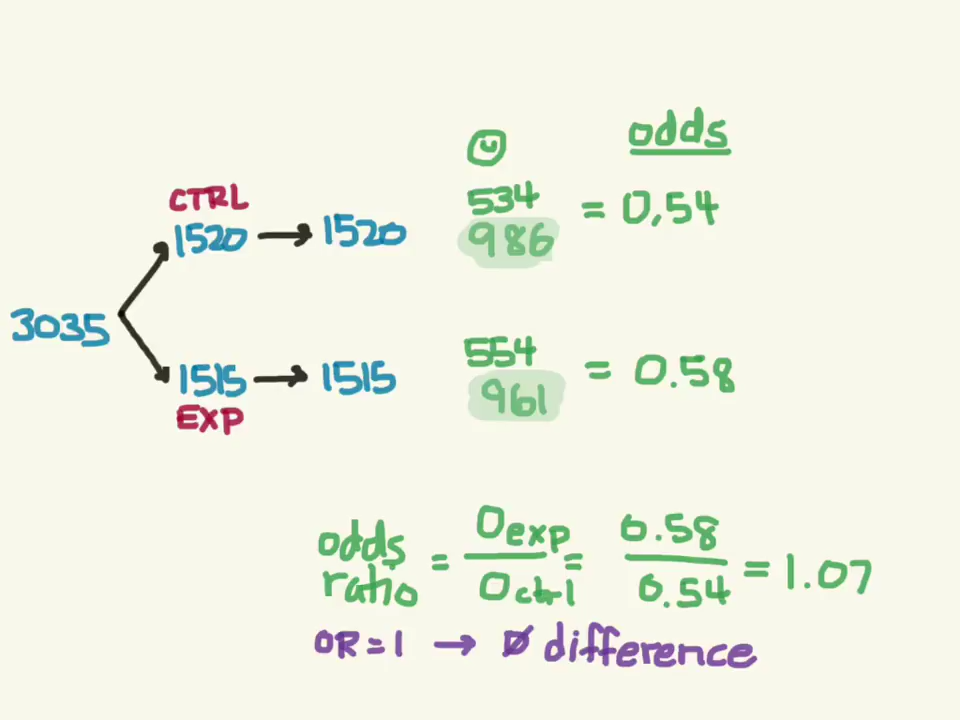 odds
CTRL
534
1520 → 1520
986
= 0,54
3035
554
1515 → 1515
961
= 0.58
EXP
odds ratio = Oexp / Octrl = 0.58 / 0.54 = 1.07
OR = 1 → Ø difference